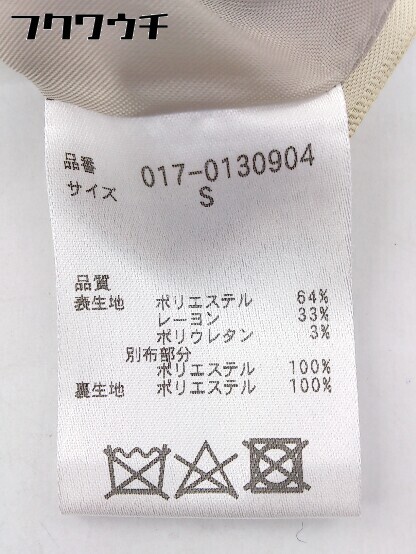 フクワウチ
品番 017-0130904
サイズ S
品質
表生地 ポリエステル 64%
レーヨン 33%
ポリウレタン 3%
別布部分
ポリエステル 100%
裏生地 ポリエステル 100%